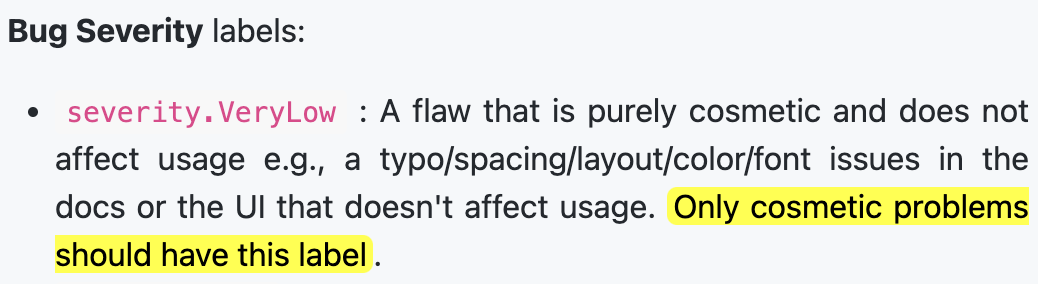 Bug Severity labels:
• severity.VeryLow : A flaw that is purely cosmetic and does not
affect usage e.g., a typo/spacing/layout/color/font issues in the
docs or the UI that doesn't affect usage. Only cosmetic problems
should have this label.